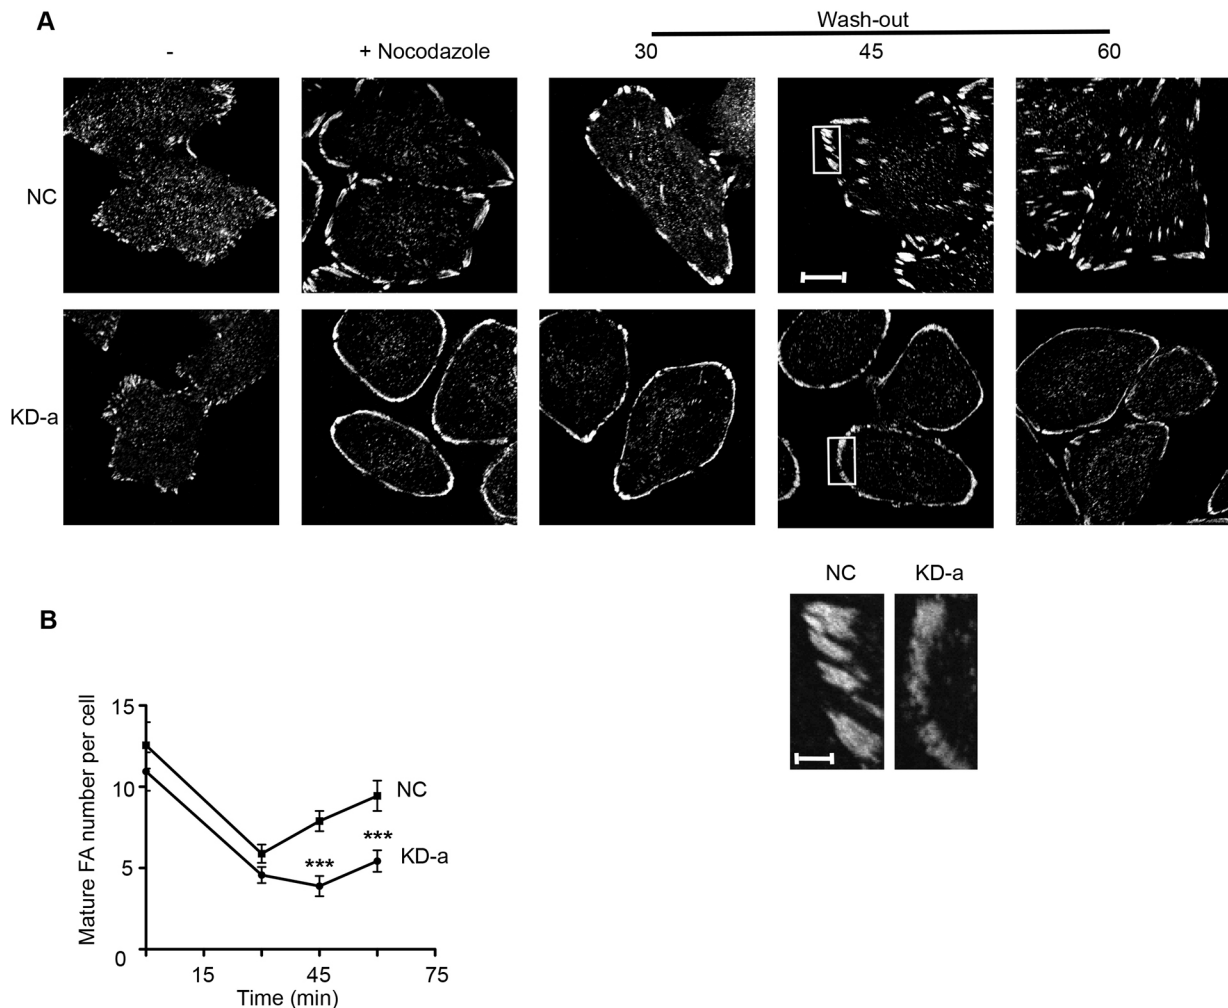 A
Wash-out
- + Nocodazole 30 45 60
NC
KD-a
NC KD-a
B
Mature FA number per cell
15
10
5
0
NC
***
***
KD-a
15 45 75
Time (min)